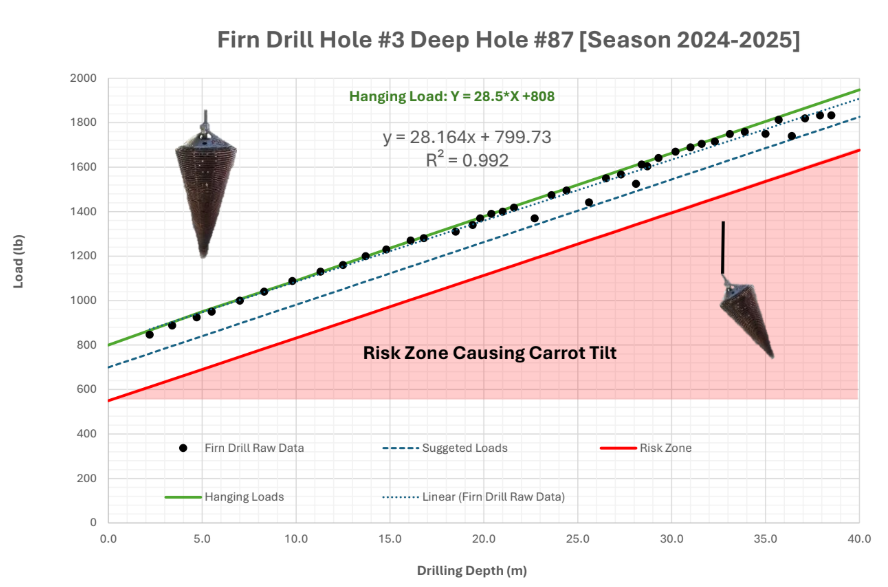 Firn Drill Hole #3 Deep Hole #87 [Season 2024-2025]
Hanging Load: Y = 28.5*X +808
y = 28.164x + 799.73
R² = 0.992
Load (lb)
2000
1800
1600
1400
1200
1000
800
600
400
200
0
Risk Zone Causing Carrot Tilt
Firn Drill Raw Data
Suggeted Loads
Risk Zone
Hanging Loads
Linear (Firn Drill Raw Data)
0.0 5.0 10.0 15.0 20.0 25.0 30.0 35.0 40.0
Drilling Depth (m)